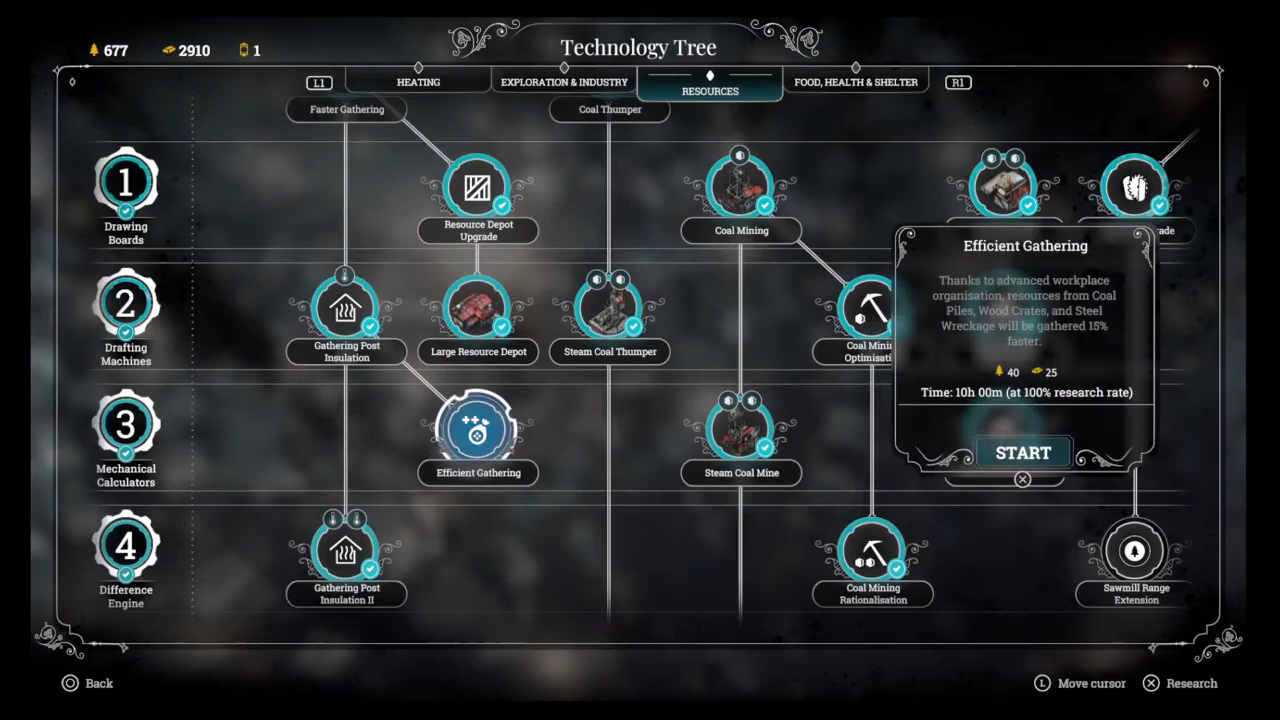 677 2910 1
Technology Tree
L1 HEATING EXPLORATION & INDUSTRY RESOURCES FOOD, HEALTH & SHELTER R1
Faster Gathering
Coal Thumper
1
Drawing
Boards
Resource Depot
Upgrade
Coal Mining
ade
2
Drafting
Machines
Gathering Post
Insulation
Large Resource Depot
Steam Coal Thumper
Coal Mini
Optimisati
Efficient Gathering
Thanks to advanced workplace
organisation, resources from Coal
Piles, Wood Crates, and Steel
Wreckage will be gathered 15%
faster.
40 25
Time: 10h 00m (at 100% research rate)
START
3
Mechanical
Calculators
Efficient Gathering
Steam Coal Mine
4
Difference
Engine
Gathering Post
Insulation II
Coal Mining
Rationalisation
Sawmill Range
Extension
Back
L Move cursor Research